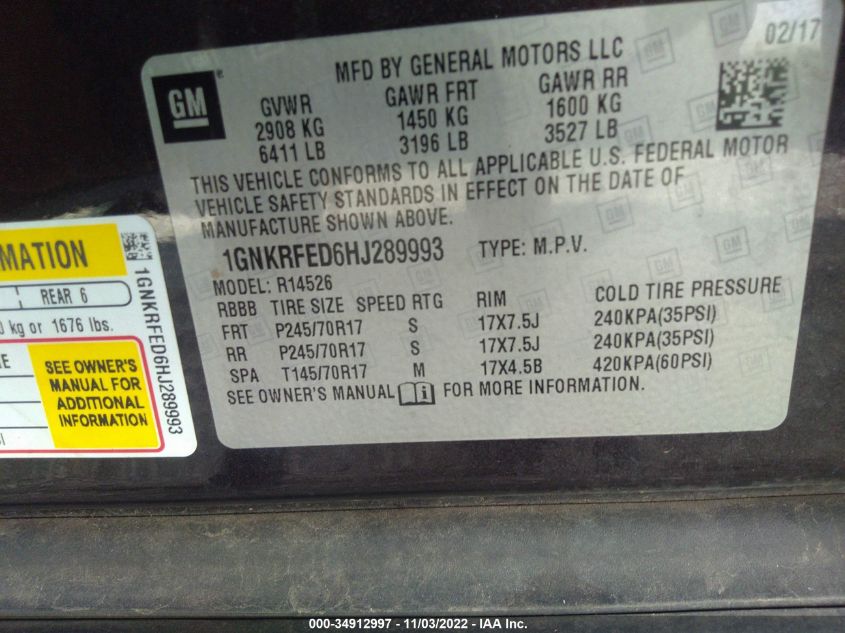 02/17
MFD BY GENERAL MOTORS LLC
GM
GVWR GAWR FRT GAWR RR
2908 KG 1450 KG 1600 KG
6411 LB 3196 LB 3527 LB
THIS VEHICLE CONFORMS TO ALL APPLICABLE U.S. FEDERAL MOTOR
VEHICLE SAFETY STANDARDS IN EFFECT ON THE DATE OF
MANUFACTURE SHOWN ABOVE.
1GNKRFED6HJ289993 TYPE: M.P.V.
MODEL: R14526
RBBB TIRE SIZE SPEED RTG RIM COLD TIRE PRESSURE
FRT P245/70R17 S 17X7.5J 240KPA(35PSI)
RR P245/70R17 S 17X7.5J 240KPA(35PSI)
SPA T145/70R17 M 17X4.5B 420KPA(60PSI)
SEE OWNER'S MANUAL i FOR MORE INFORMATION.
REAR 6
kg or 1676 lbs.
SEE OWNER'S
MANUAL FOR
ADDITIONAL
INFORMATION
1GNKRFED6HJ289993
000-34912997 - 11/03/2022 - IAA Inc.